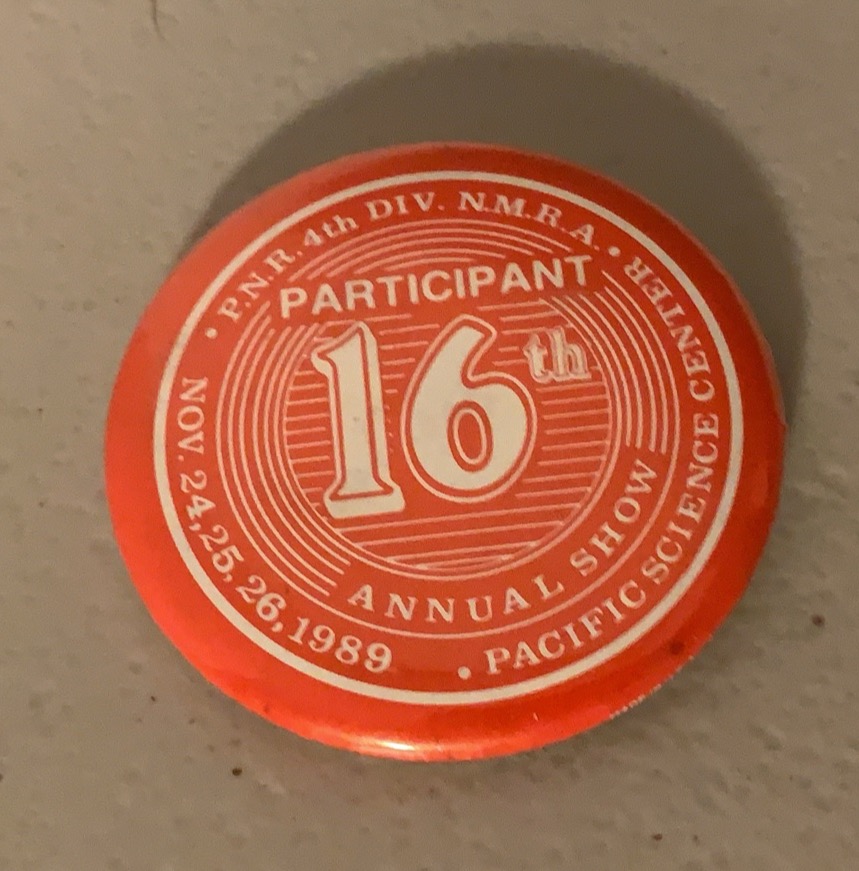 • P.N.R. 4th DIV. N.M.R.A. •
PARTICIPANT
16th
ANNUAL SHOW
NOV. 24,25,26,1989
• PACIFIC SCIENCE CENTER